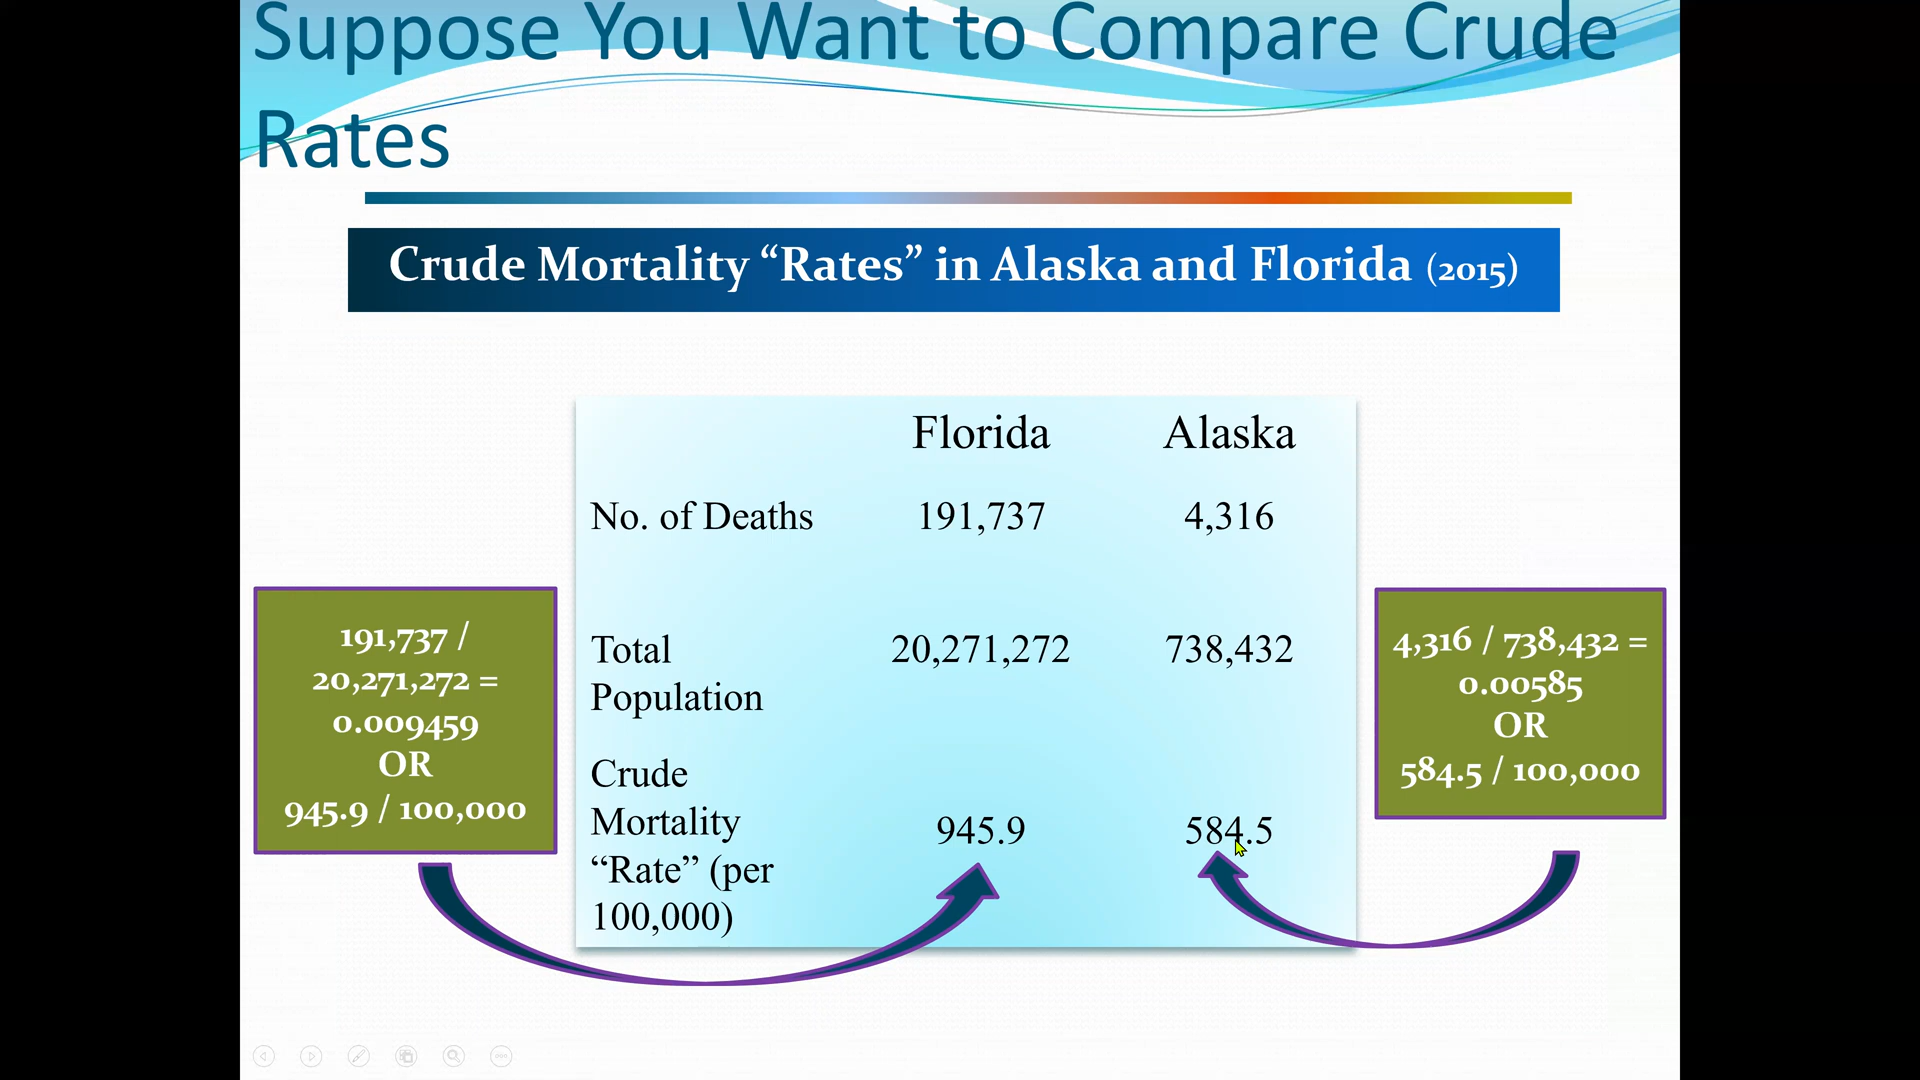 Suppose You Want to Compare Crude
Rates
Crude Mortality “Rates” in Alaska and Florida (2015)
Florida Alaska
No. of Deaths 191,737 4,316
Total 20,271,272 738,432
Population
Crude
Mortality 945.9 584.5
“Rate” (per
100,000)
191,737 /
20,271,272 =
0.009459
OR
945.9 / 100,000
4,316 / 738,432 =
0.00585
OR
584.5 / 100,000